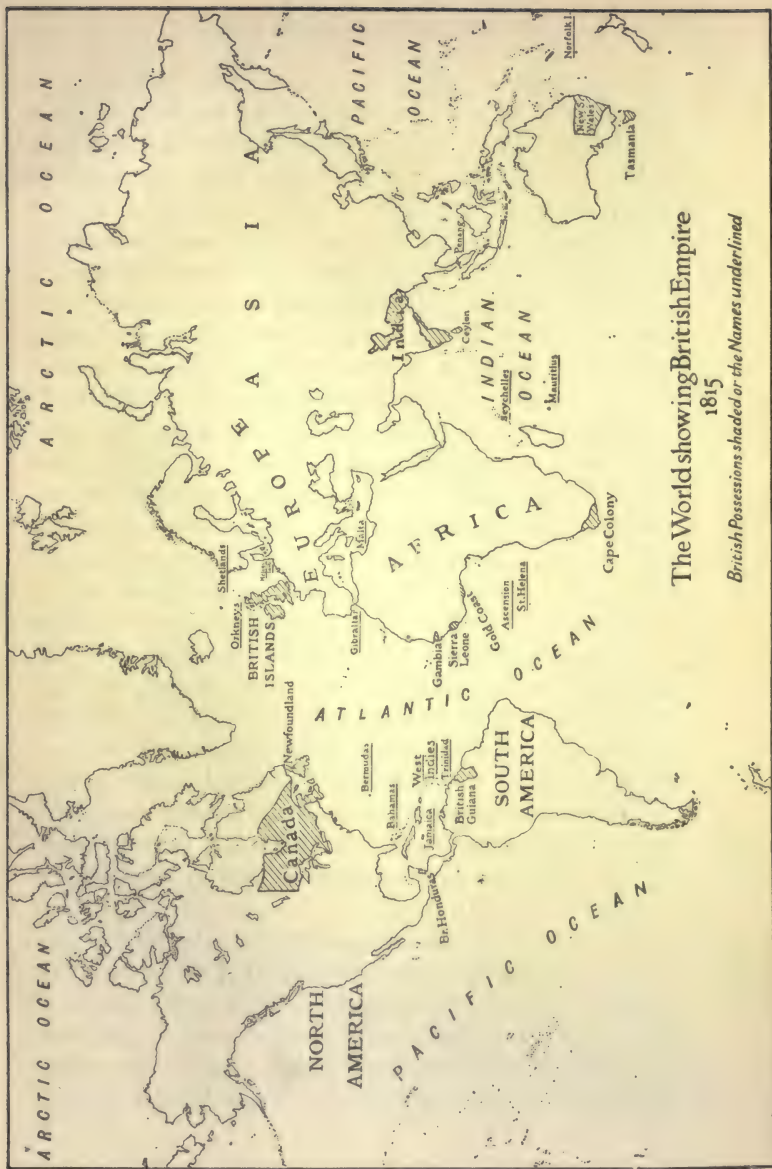 ARCTIC OCEAN
ARCTIC OCEAN
PACIFIC
OCEAN
NORTH
AMERICA
Canada
Newfoundland
Bermudas
Bahamas
West
Indies
Jamaica
Trinidad
Br. Honduras
British
Guiana
SOUTH
AMERICA
PACIFIC OCEAN
ATLANTIC OCEAN
Shetlands
Orkneys
BRITISH
ISLANDS
EUROPE
EASIA
Gibraltar
Malta
AFRICA
Gambia
Sierra
Leone
Gold Coast
Ascension
St. Helena
Cape Colony
India
Ceylon
Penang
INDIAN
OCEAN
Seychelles
Mauritius
New S.
Wales
Tasmania
Norfolk I.
The World showing British Empire
1815
British Possessions shaded or the Names underlined